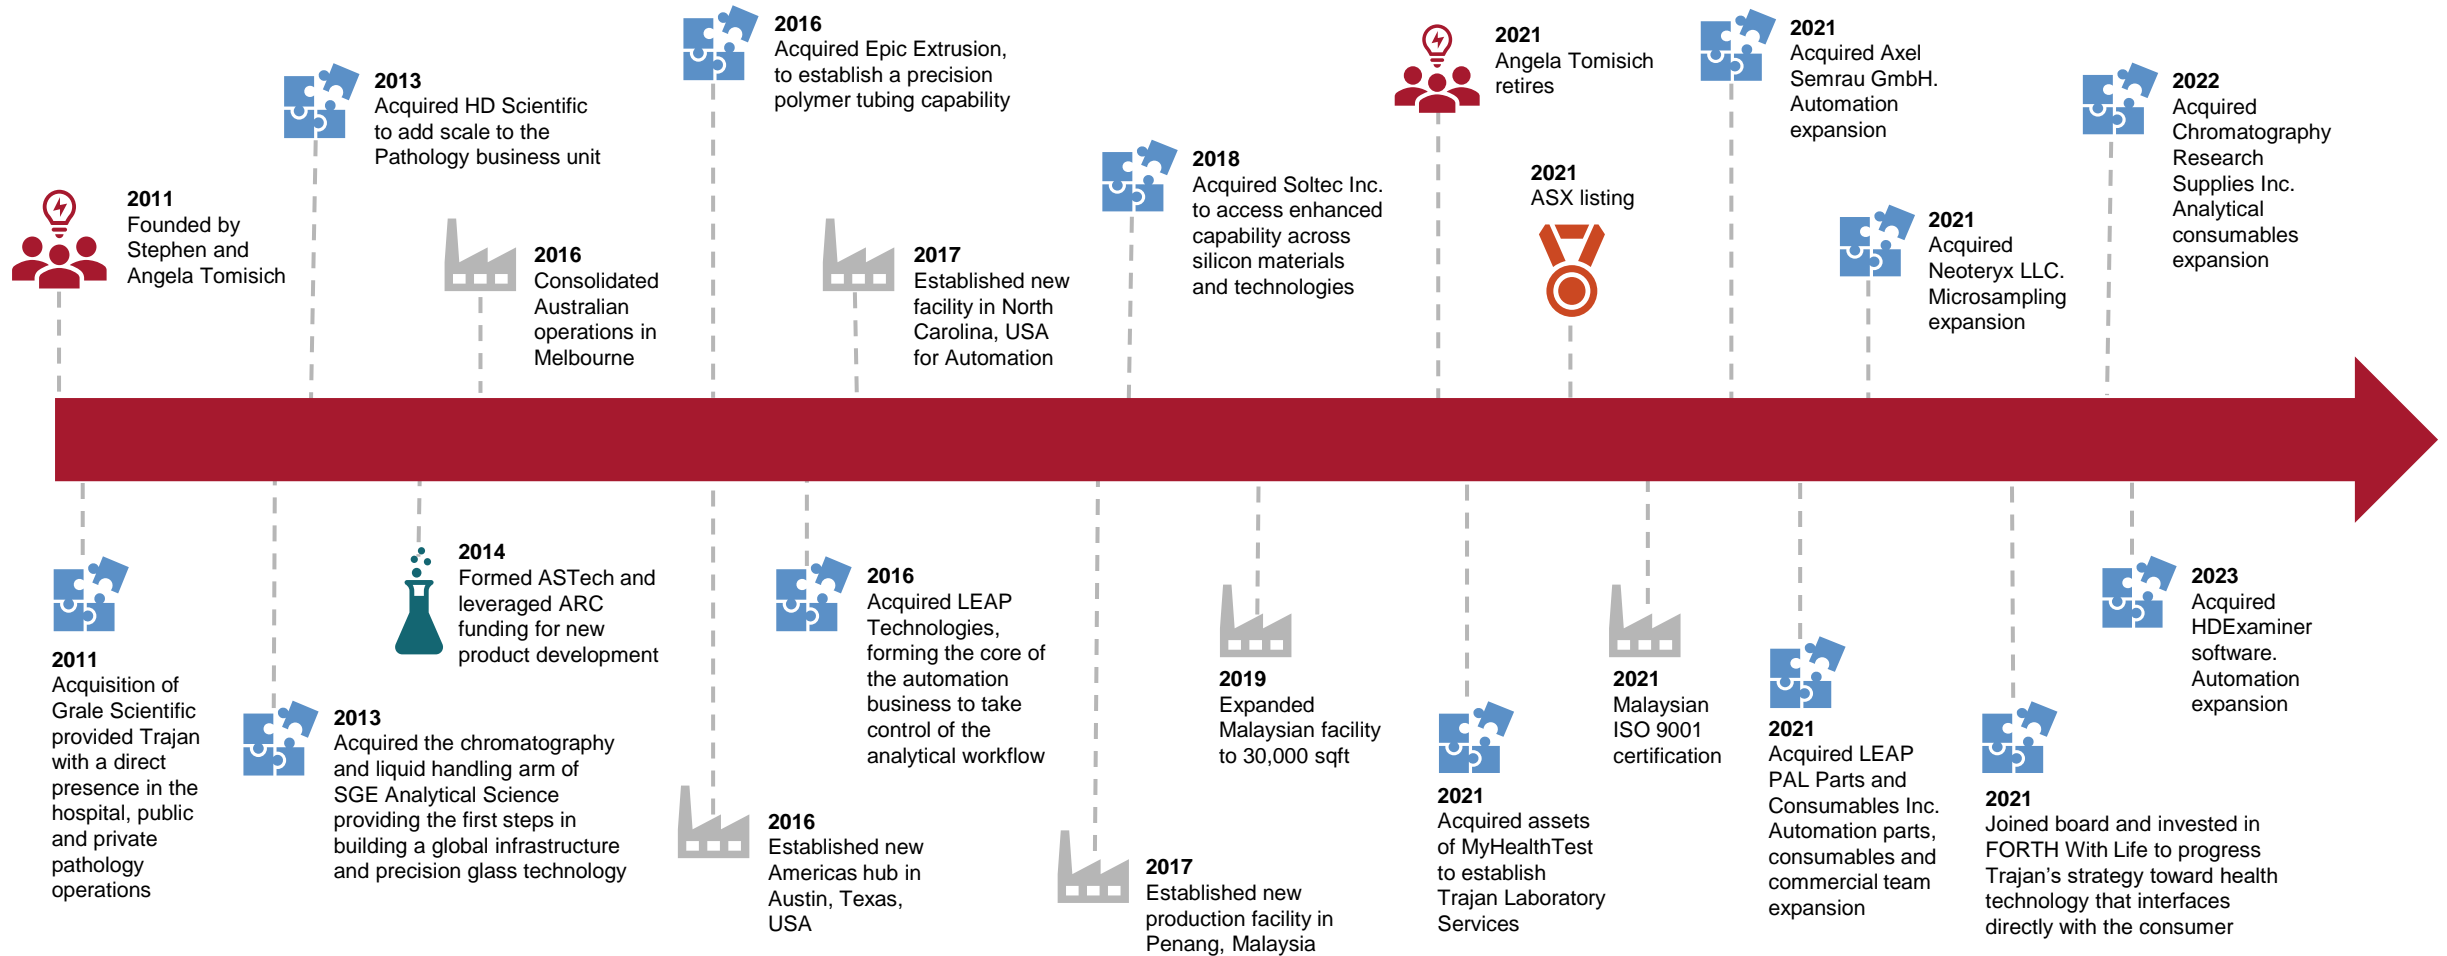 2011
Founded by
Stephen and
Angela Tomisich
2013
Acquired HD Scientific
to add scale to the
Pathology business unit
2016
Consolidated
Australian
operations in
Melbourne
2016
Acquired Epic Extrusion,
to establish a precision
polymer tubing capability
2017
Established new
facility in North
Carolina, USA
for Automation
2018
Acquired Soltec Inc.
to access enhanced
capability across
silicon materials
and technologies
2021
Angela Tomisich
retires
2021
ASX listing
2021
Acquired Axel
Semrau GmbH.
Automation
expansion
2021
Acquired
Neoteryx LLC.
Microsampling
expansion
2022
Acquired
Chromatography
Research
Supplies Inc.
Analytical
consumables
expansion
2011
Acquisition of
Grale Scientific
provided Trajan
with a direct
presence in the
hospital, public
and private
pathology
operations
2013
Acquired the chromatography
and liquid handling arm of
SGE Analytical Science
providing the first steps in
building a global infrastructure
and precision glass technology
2014
Formed ASTech and
leveraged ARC
funding for new
product development
2016
Established new
Americas hub in
Austin, Texas,
USA
2016
Acquired LEAP
Technologies,
forming the core of
the automation
business to take
control of the
analytical workflow
2017
Established new
production facility in
Penang, Malaysia
2019
Expanded
Malaysian facility
to 30,000 sqft
2021
Acquired assets
of MyHealthTest
to establish
Trajan Laboratory
Services
2021
Malaysian
ISO 9001
certification
2021
Acquired LEAP
PAL Parts and
Consumables Inc.
Automation parts,
consumables and
commercial team
expansion
2021
Joined board and invested in
FORTH With Life to progress
Trajan’s strategy toward health
technology that interfaces
directly with the consumer
2023
Acquired
HDExaminer
software.
Automation
expansion